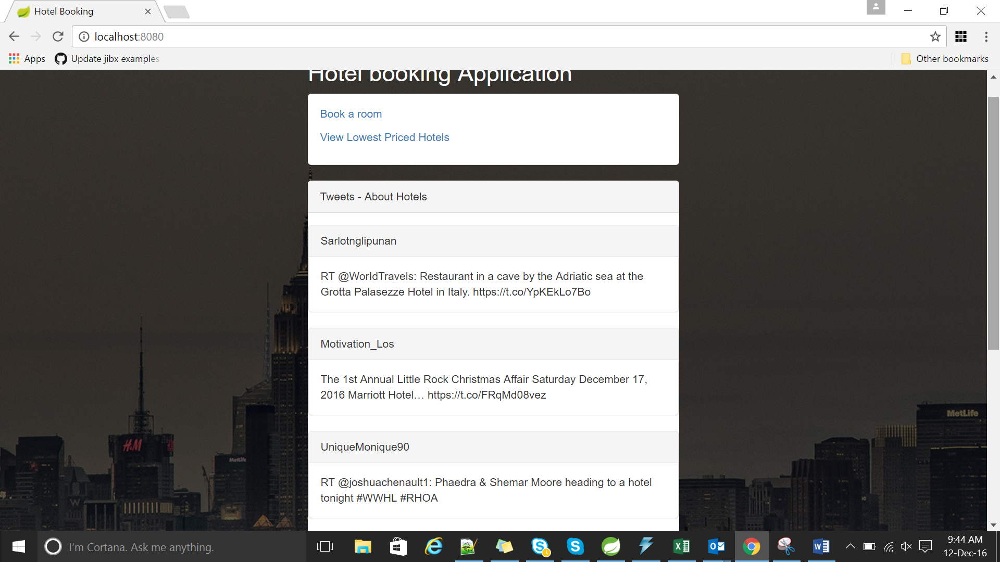 Hotel Booking
localhost:8080
Apps
Update jibx examples
Other bookmarks
Hotel booking Application
Book a room
View Lowest Priced Hotels
Tweets - About Hotels
Sarlotnglipunan
RT @WorldTravels: Restaurant in a cave by the Adriatic sea at the
Grotta Palasezze Hotel in Italy. https://t.co/YpKEkLo7Bo
Motivation_Los
The 1st Annual Little Rock Christmas Affair Saturday December 17,
2016 Marriott Hotel… https://t.co/FRqMd08vez
UniqueMonique90
RT @joshuachenault1: Phaedra & Shemar Moore heading to a hotel
tonight #WWHL #RHOA
MetLife
H&M
MetLife
W
I'm Cortana. Ask me anything.
9:44 AM
12-Dec-16